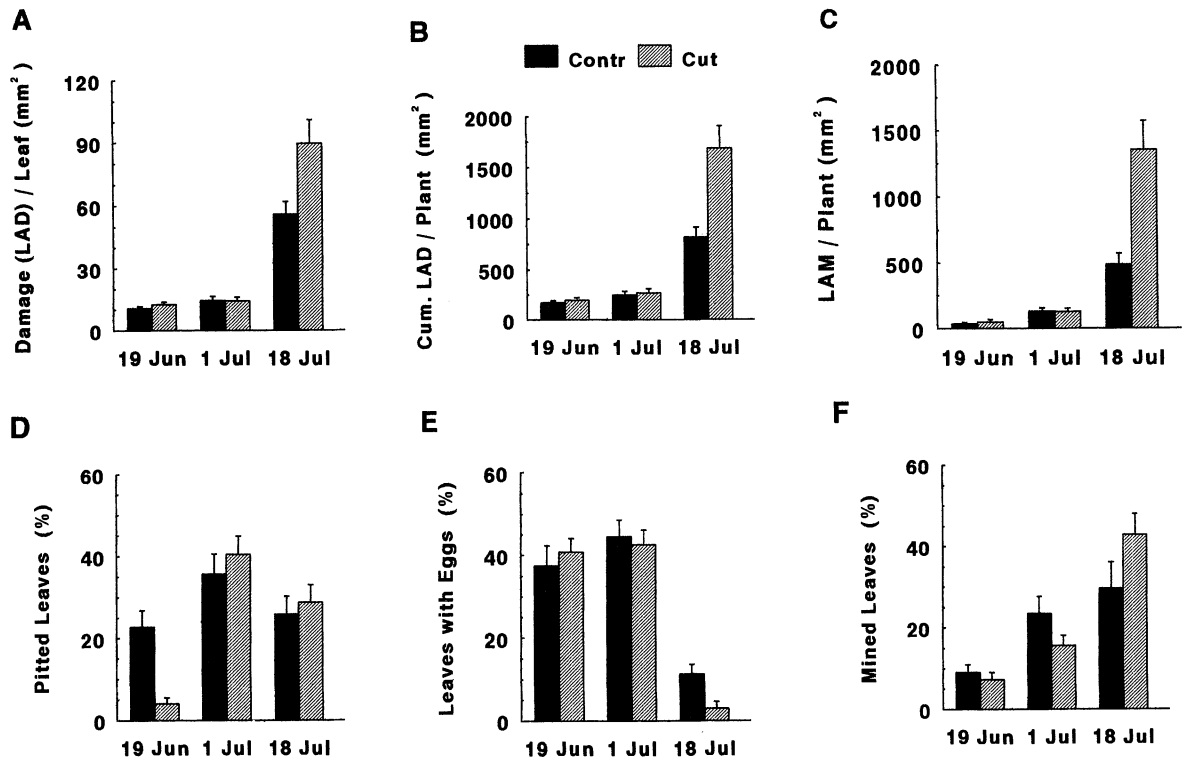 A
Damage (LAD) / Leaf (mm²)
120
90
60
30
0
19 Jun 1 Jul 18 Jul
B
Contr Cut
Cum. LAD / Plant (mm²)
2000
1500
1000
500
0
19 Jun 1 Jul 18 Jul
C
LAM / Plant (mm²)
2000
1500
1000
500
0
19 Jun 1 Jul 18 Jul
D
Pitted Leaves (%)
60
40
20
0
19 Jun 1 Jul 18 Jul
E
Leaves with Eggs (%)
60
40
20
0
19 Jun 1 Jul 18 Jul
F
Mined Leaves (%)
60
40
20
0
19 Jun 1 Jul 18 Jul